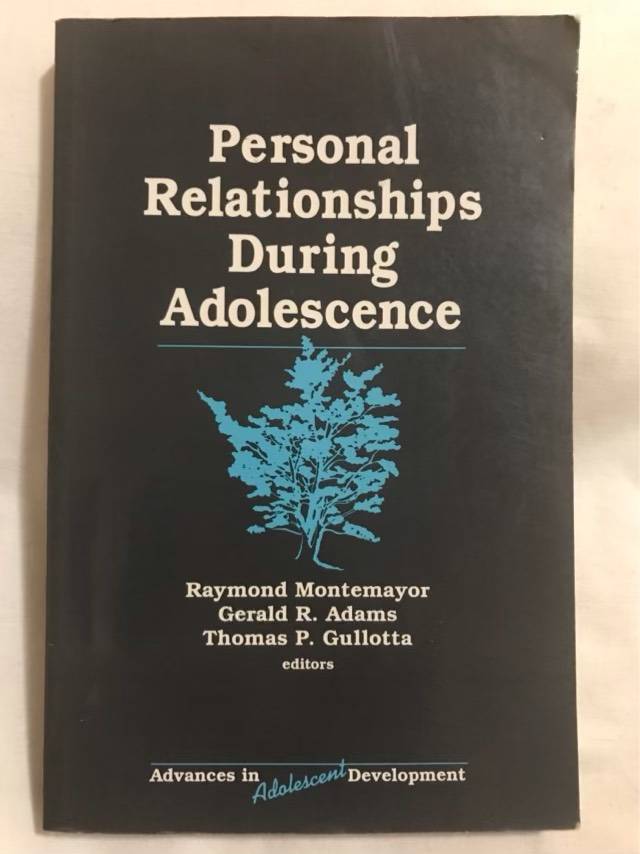 Personal
Relationships
During
Adolescence
Raymond Montemayor
Gerald R. Adams
Thomas P. Gullotta
editors
Advances in Adolescent Development